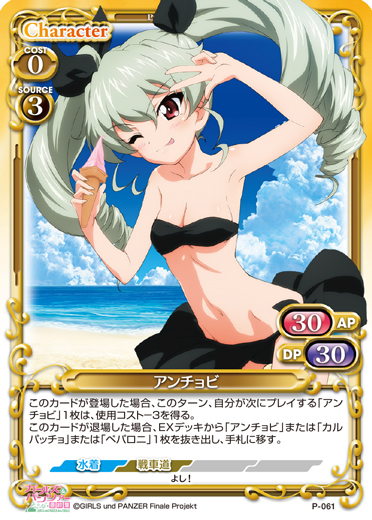 Character
COST
0
SOURCE
3
30 AP
DP 30
アンチョビ
このカードが登場した場合、このターン、自分が次にプレイする「アン
チョビ」1枚は、使用コスト－3を得る。
このカードが退場した場合、EXデッキから「アンチョビ」または「カル
パッチョ」または「ペパロニ」1枚を抜き出し、手札に移す。
水着 戦車道
よし!
©GIRLS und PANZER Finale Projekt
P-061